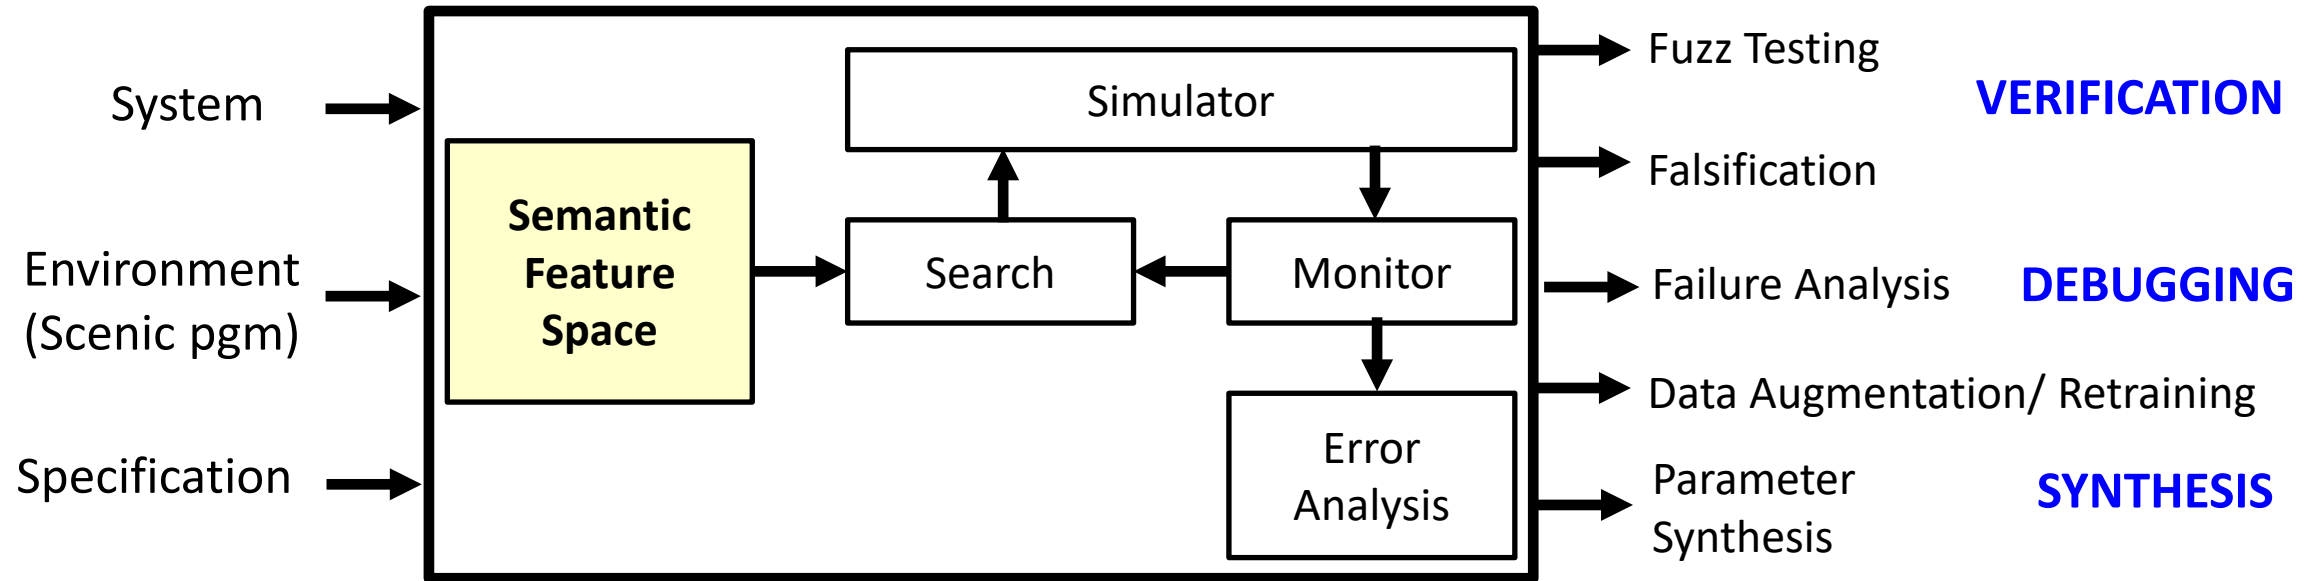 System
Environment
(Scenic pgm)
Specification
Semantic
Feature
Space
Simulator
Search
Monitor
Error
Analysis
Fuzz Testing
Falsification
Failure Analysis
Data Augmentation/ Retraining
Parameter
Synthesis
VERIFICATION
DEBUGGING
SYNTHESIS